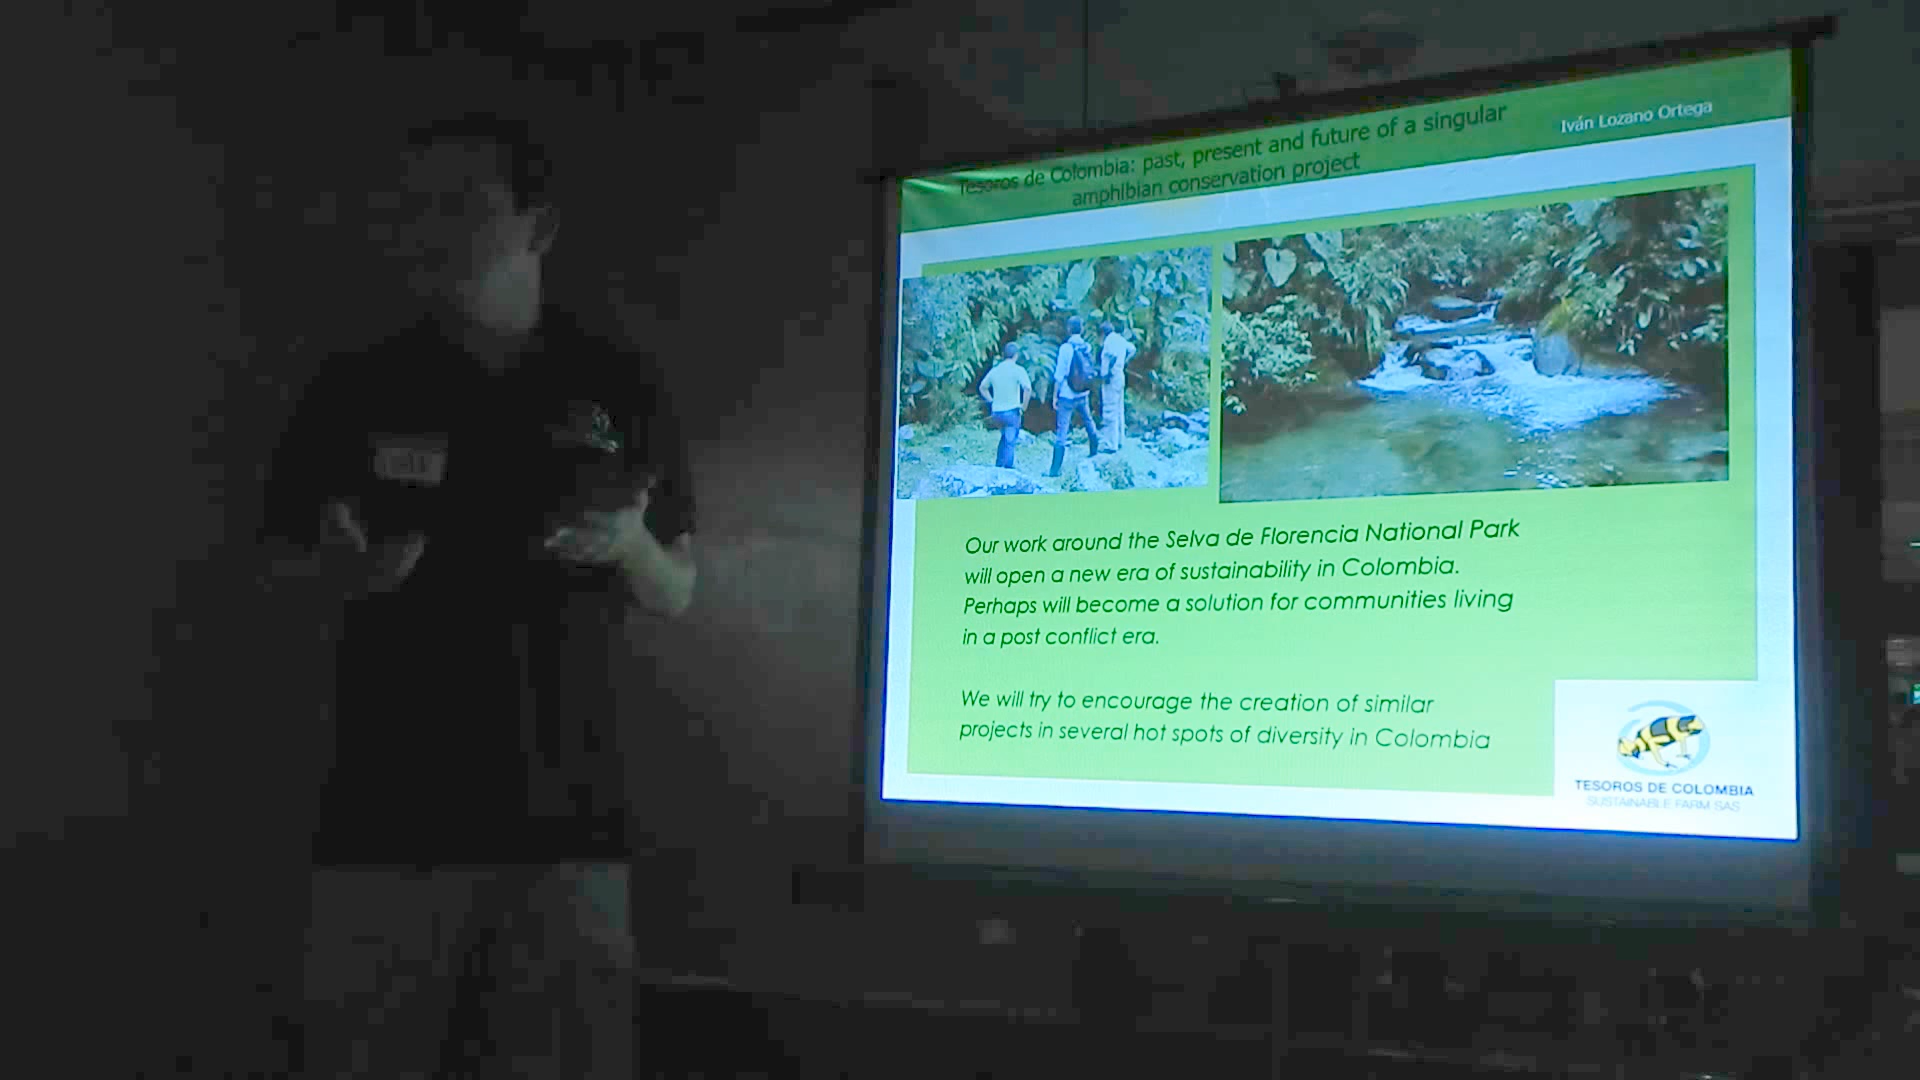 Tesoros de Colombia: past, present and future of a singular
amphibian conservation project
Iván Lozano Ortega
Our work around the Selva de Florencia National Park
will open a new era of sustainability in Colombia.
Perhaps will become a solution for communities living
in a post conflict era.
We will try to encourage the creation of similar
projects in several hot spots of diversity in Colombia
TESOROS DE COLOMBIA
SUSTAINABLE FARM SAS